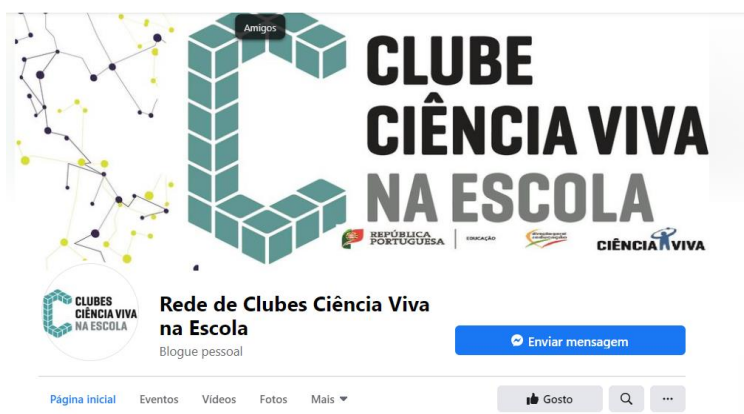 Amigos
CLUBE
CIÊNCIA VIVA
NA ESCOLA
REPÚBLICA
PORTUGUESA
EDUCAÇÃO
CIÊNCIA VIVA
CLUBES
CIÊNCIA VIVA
NA ESCOLA
Rede de Clubes Ciência Viva
na Escola
Blogue pessoal
Enviar mensagem
Página inicial Eventos Vídeos Fotos Mais
Gosto